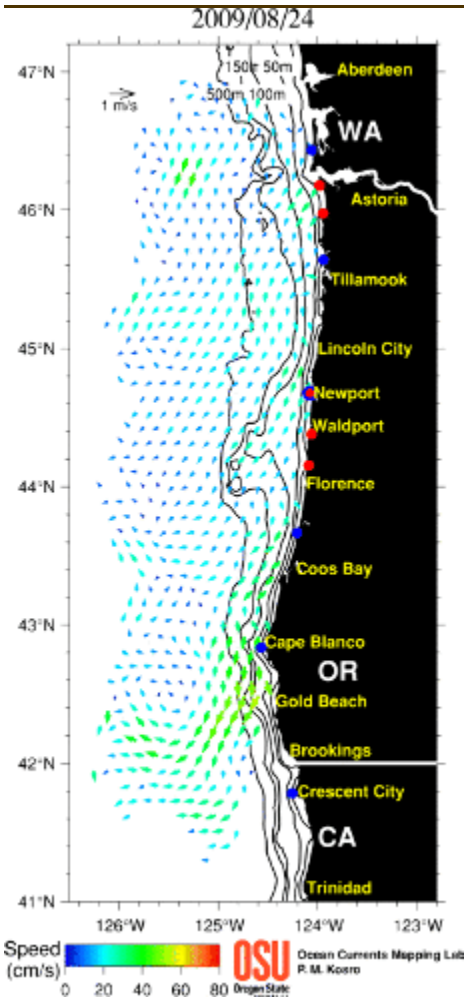 2009/08/24
47°N
46°N
45°N
44°N
43°N
42°N
41°N
150m 50m
500m 100m
1 m/s
Aberdeen
WA
Astoria
Tillamook
Lincoln City
Newport
Waldport
Florence
Coos Bay
Cape Blanco
OR
Gold Beach
Brookings
Crescent City
CA
Trinidad
126°W 125°W 124°W 123°W
Speed
(cm/s)
0 20 40 60 80
OSU
Oregon State
Ocean Currents Mapping Lab
P. M. Kosro